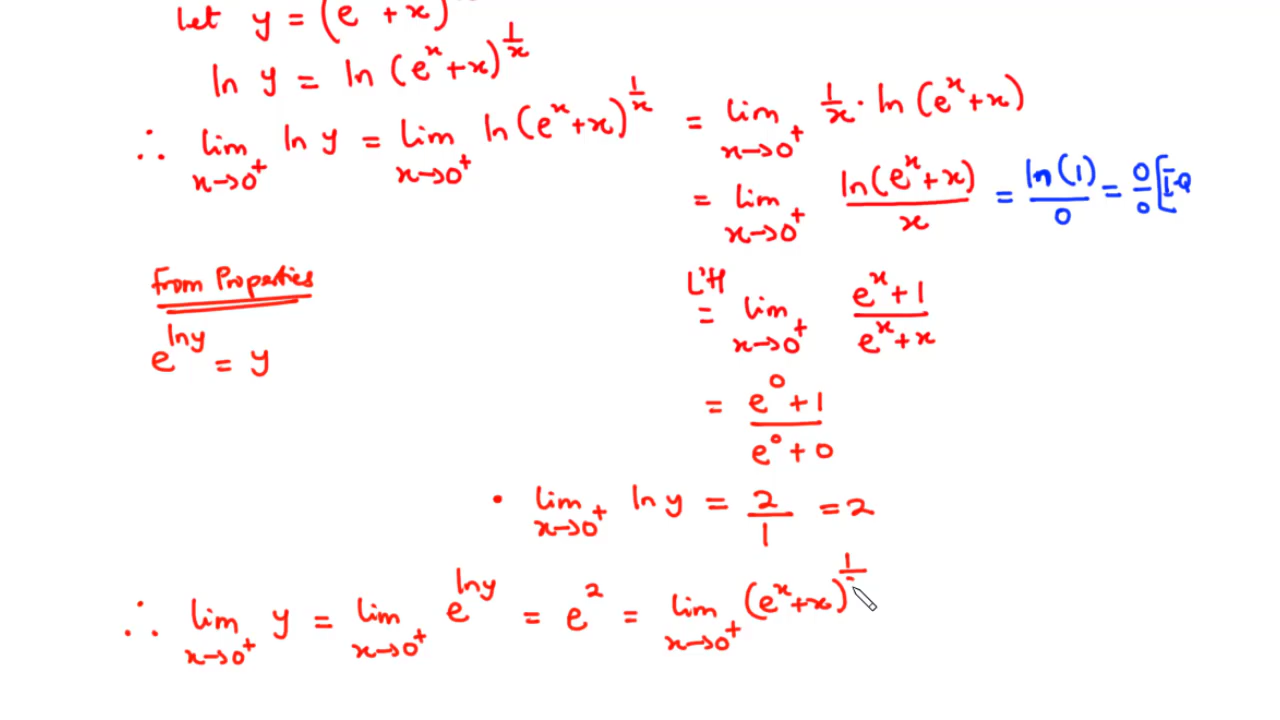 Let y = (e + x)
ln y = ln (e^x + x)^{1/x}
∴ lim_{x→0^+} ln y = lim_{x→0^+} ln (e^x + x)^{1/x} = lim_{x→0^+} 1/x · ln (e^x + x)
= lim_{x→0^+} ln (e^x + x) / x = ln (1) / 0 = 0/0 [I.
From Properties
e^{ln y} = y
L'H = lim_{x→0^+} (e^x + 1) / (e^x + x)
= (e^0 + 1) / (e^0 + 0)
• lim_{x→0^+} ln y = 2/1 = 2
∴ lim_{x→0^+} y = lim_{x→0^+} e^{ln y} = e^2 = lim_{x→0^+} (e^x + x)^{1/